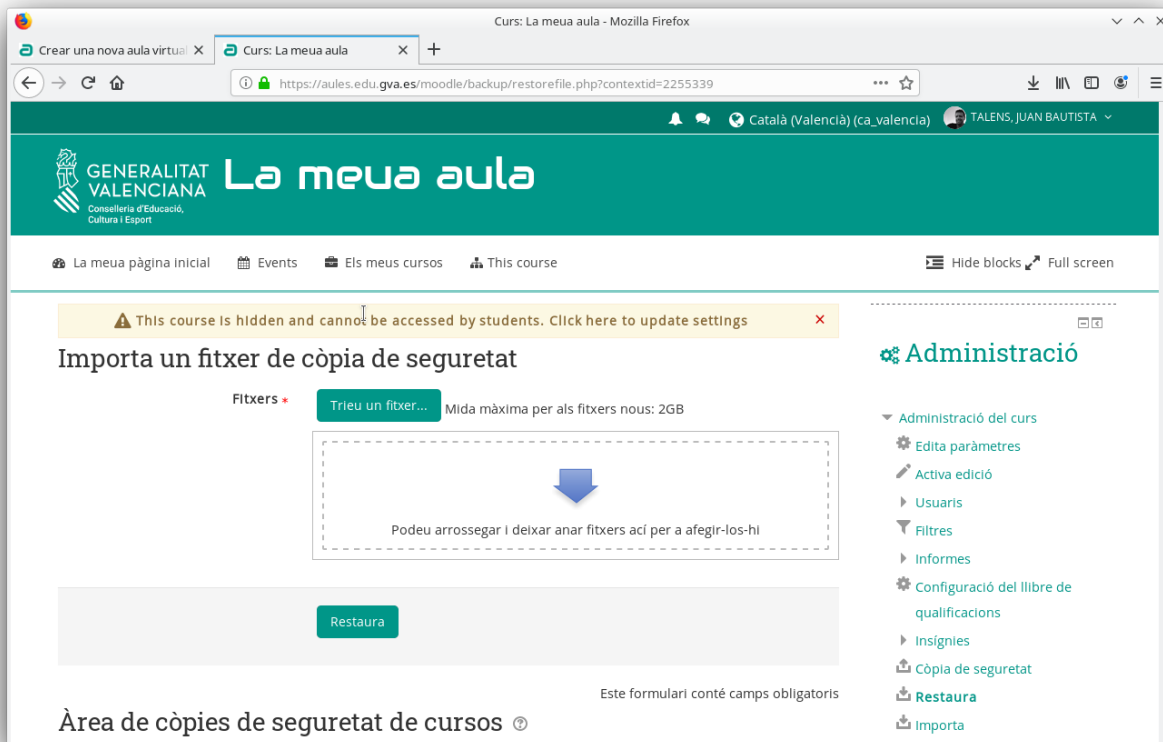 Curs: La meua aula - Mozilla Firefox
Crear una nova aula virtual
Curs: La meua aula
https://aules.edu.gva.es/moodle/backup/restorefile.php?contextid=2255339
Català (Valencià) (ca_valencia)
TALENS, JUAN BAUTISTA
GENERALITAT
VALENCIANA
Conselleria d'Educació,
Cultura i Esport
La meua aula
La meua pàgina inicial
Events
Els meus cursos
This course
Hide blocks
Full screen
This course is hidden and cannot be accessed by students. Click here to update settings
Importa un fitxer de còpia de seguretat
Fitxers
Trieu un fitxer...
Mida màxima per als fitxers nous: 2GB
Podeu arrossegar i deixar anar fitxers ací per a afegir-los-hi
Restaura
Este formulari conté camps obligatoris
Àrea de còpies de seguretat de cursos
Administració
Administració del curs
Edita paràmetres
Activa edició
Usuaris
Filtres
Informes
Configuració del llibre de
qualificacions
Insígnies
Còpia de seguretat
Restaura
Importa